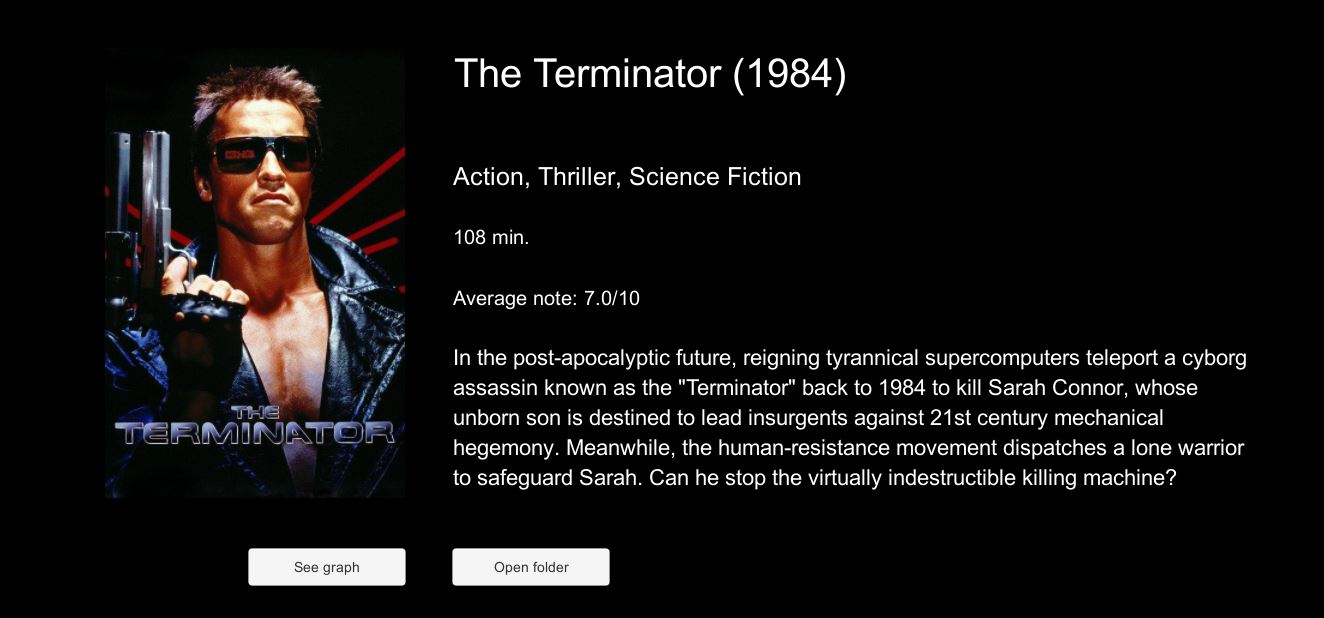 The Terminator (1984)
Action, Thriller, Science Fiction
108 min.
Average note: 7.0/10
In the post-apocalyptic future, reigning tyrannical supercomputers teleport a cyborg
assassin known as the "Terminator" back to 1984 to kill Sarah Connor, whose
unborn son is destined to lead insurgents against 21st century mechanical
hegemony. Meanwhile, the human-resistance movement dispatches a lone warrior
to safeguard Sarah. Can he stop the virtually indestructible killing machine?
THE
TERMINATOR
See graph
Open folder